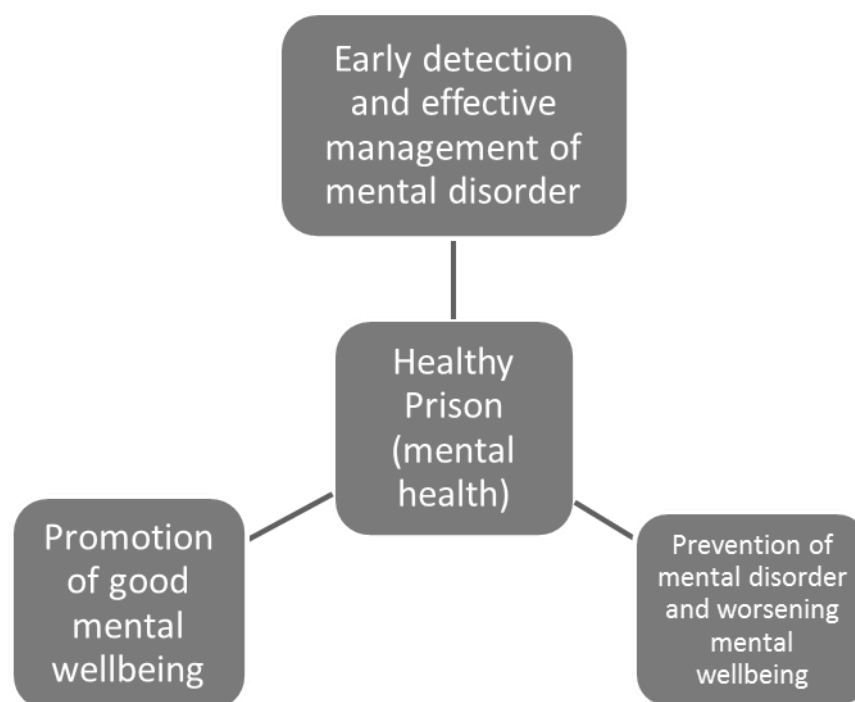 Early detection
and effective
management of
mental disorder
Healthy
Prison
(mental
health)
Promotion
of good
mental
wellbeing
Prevention of
mental disorder
and worsening
mental
wellbeing